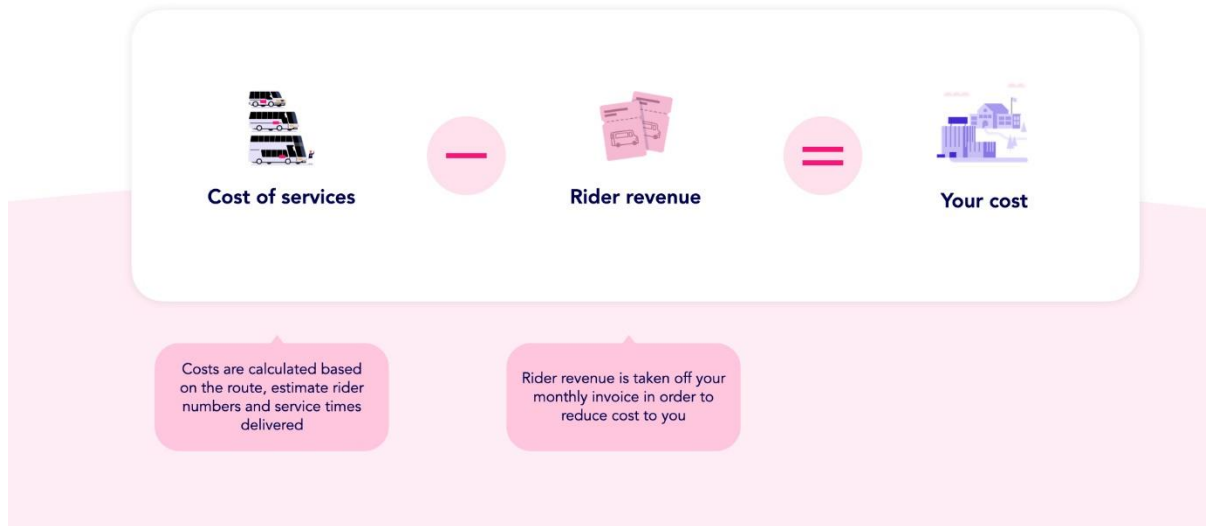 Cost of services
Rider revenue
Your cost
Costs are calculated based
on the route, estimate rider
numbers and service times
delivered
Rider revenue is taken off your
monthly invoice in order to
reduce cost to you